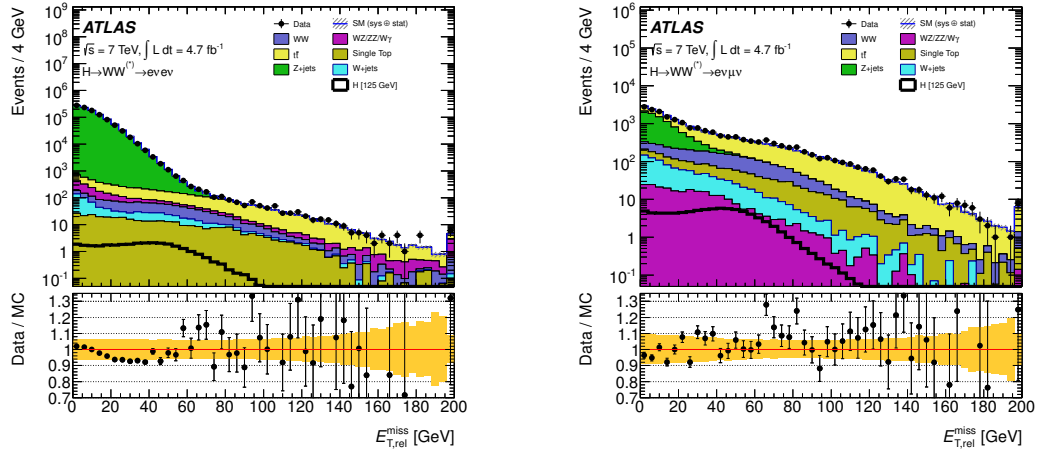 ATLAS
√s = 7 TeV, ∫ L dt = 4.7 fb⁻¹
H→WW(*)→eνeν
Data
SM (sys ⊕ stat)
WW
WZ/ZZ/Wγ
tt̄
Single Top
Z+jets
W+jets
H [125 GeV]
Events / 4 GeV
10⁹
10⁸
10⁷
10⁶
10⁵
10⁴
10³
10²
10
1
10⁻¹
Data / MC
1.3
1.2
1.1
1
0.9
0.8
0.7
0 20 40 60 80 100 120 140 160 180 200
E_T,rel^miss [GeV]
ATLAS
√s = 7 TeV, ∫ L dt = 4.7 fb⁻¹
H→WW(*)→eνμν
Data
SM (sys ⊕ stat)
WW
WZ/ZZ/Wγ
tt̄
Single Top
Z+jets
W+jets
H [125 GeV]
Events / 4 GeV
10⁶
10⁵
10⁴
10³
10²
10
1
10⁻¹
Data / MC
1.3
1.2
1.1
1
0.9
0.8
0.7
0 20 40 60 80 100 120 140 160 180 200
E_T,rel^miss [GeV]